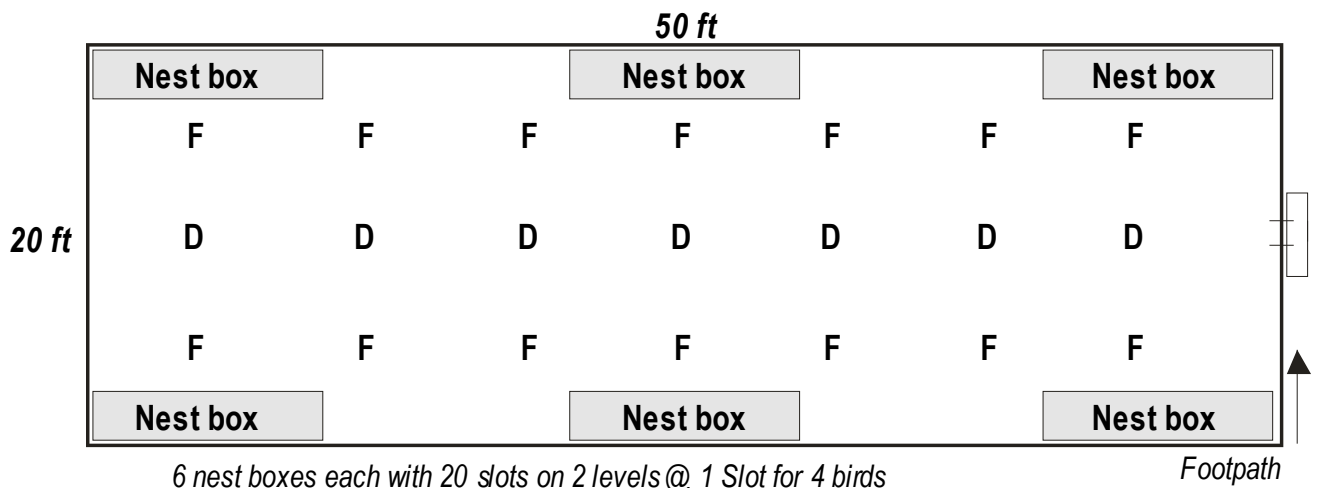 50 ft
Nest box Nest box Nest box
F F F F F F F
20 ft D D D D D D D
F F F F F F F
Nest box Nest box Nest box
6 nest boxes each with 20 slots on 2 levels @ 1 Slot for 4 birds
Footpath